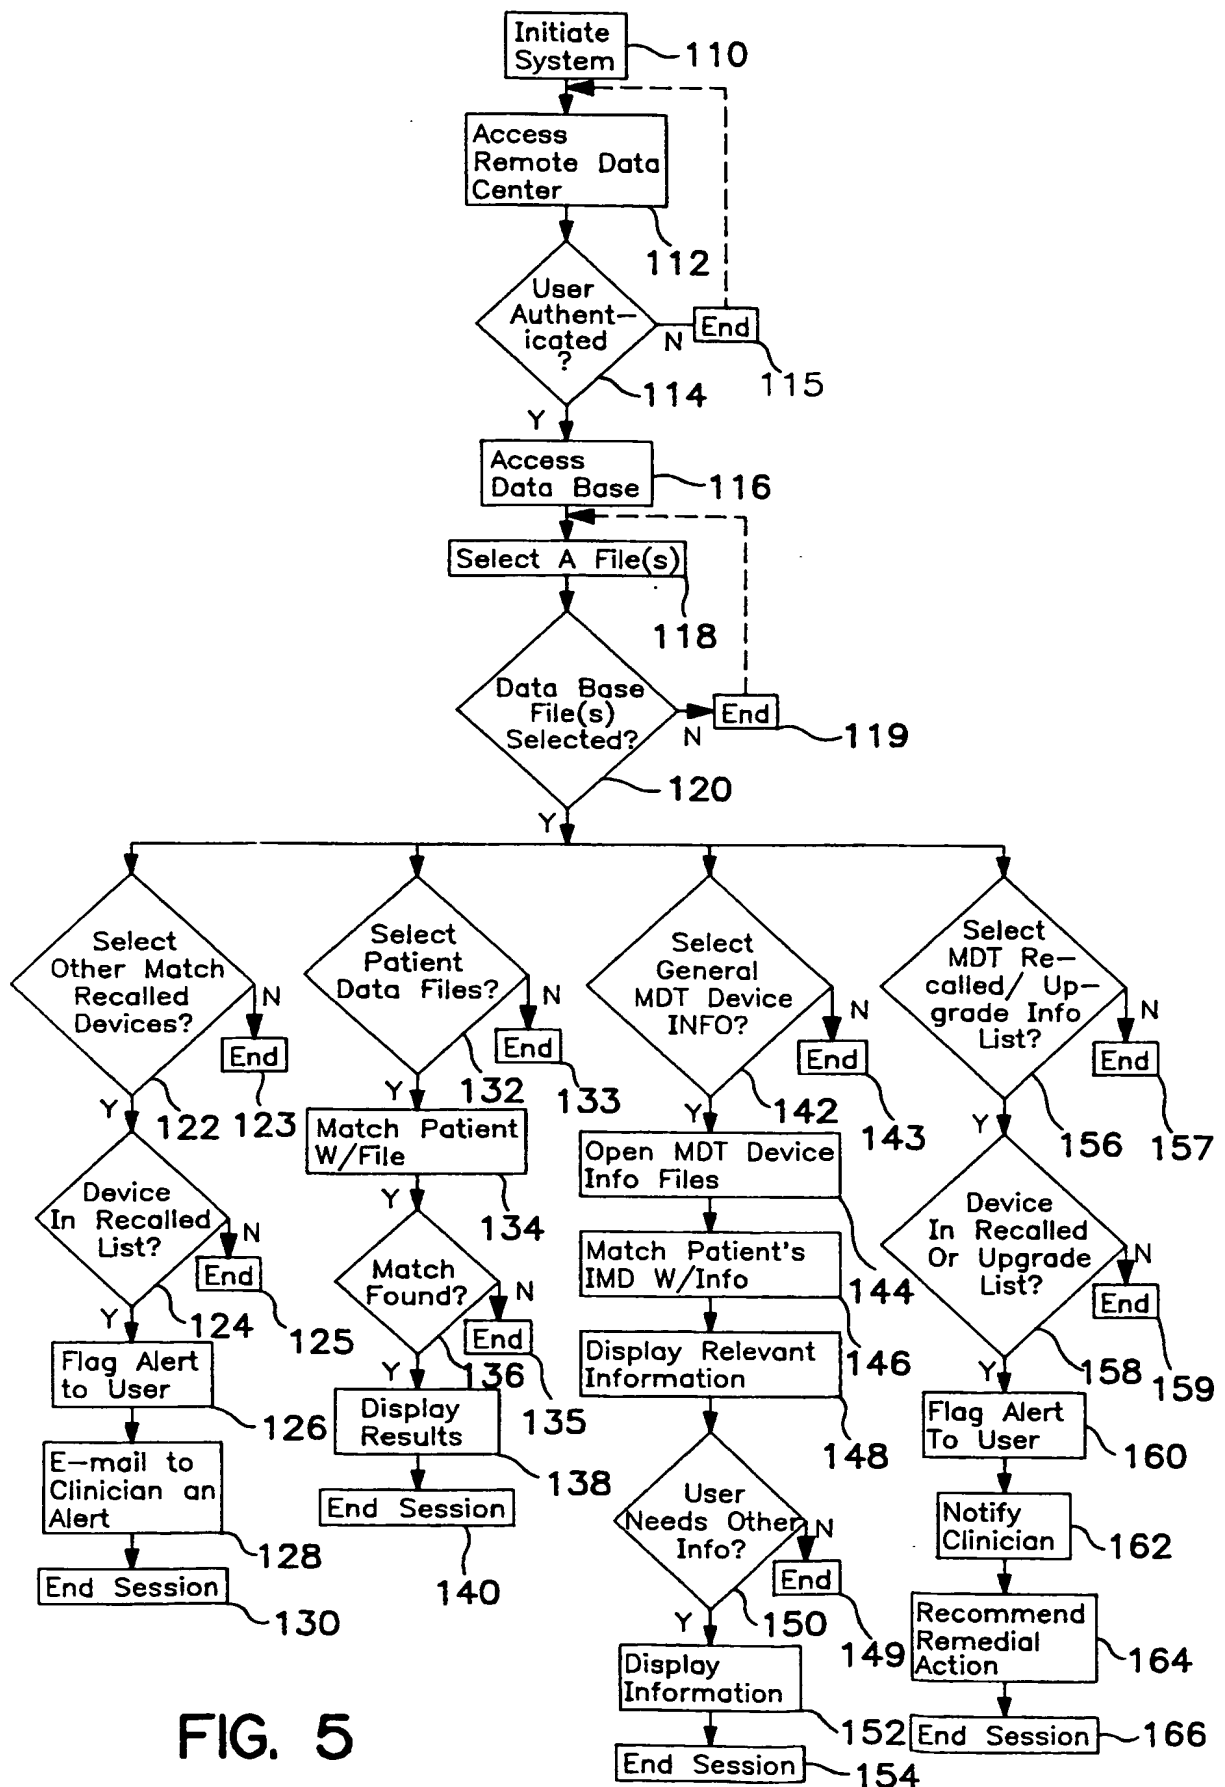 Initiate
System
110
Access
Remote Data
Center
112
User
Authent-
icated
?
N
End
115
114
Y
Access
Data Base
116
Select A File(s)
118
Data Base
File(s)
Selected?
N
End
119
120
Y
Select
Other Match
Recalled
Devices?
N
End
123
122
Y
Device
In Recalled
List?
N
End
125
124
Y
Flag Alert
to User
126
E-mail to
Clinician an
Alert
128
End Session
130
Select
Patient
Data Files?
N
End
133
132
Y
Match Patient
W/File
134
Y
Match
Found?
N
End
135
136
Y
Display
Results
138
End Session
140
Select
General
MDT Device
INFO?
N
End
143
142
Y
Open MDT Device
Info Files
144
Match Patient's
IMD W/Info
146
Display Relevant
Information
148
User
Needs Other
Info?
N
End
149
150
Y
Display
Information
152
End Session
154
Select
MDT Re-
called/ Up-
grade Info
List?
N
End
157
156
Y
Device
In Recalled
Or Upgrade
List?
N
End
159
158
Y
Flag Alert
To User
160
Notify
Clinician
162
Recommend
Remedial
Action
164
End Session
166
FIG. 5